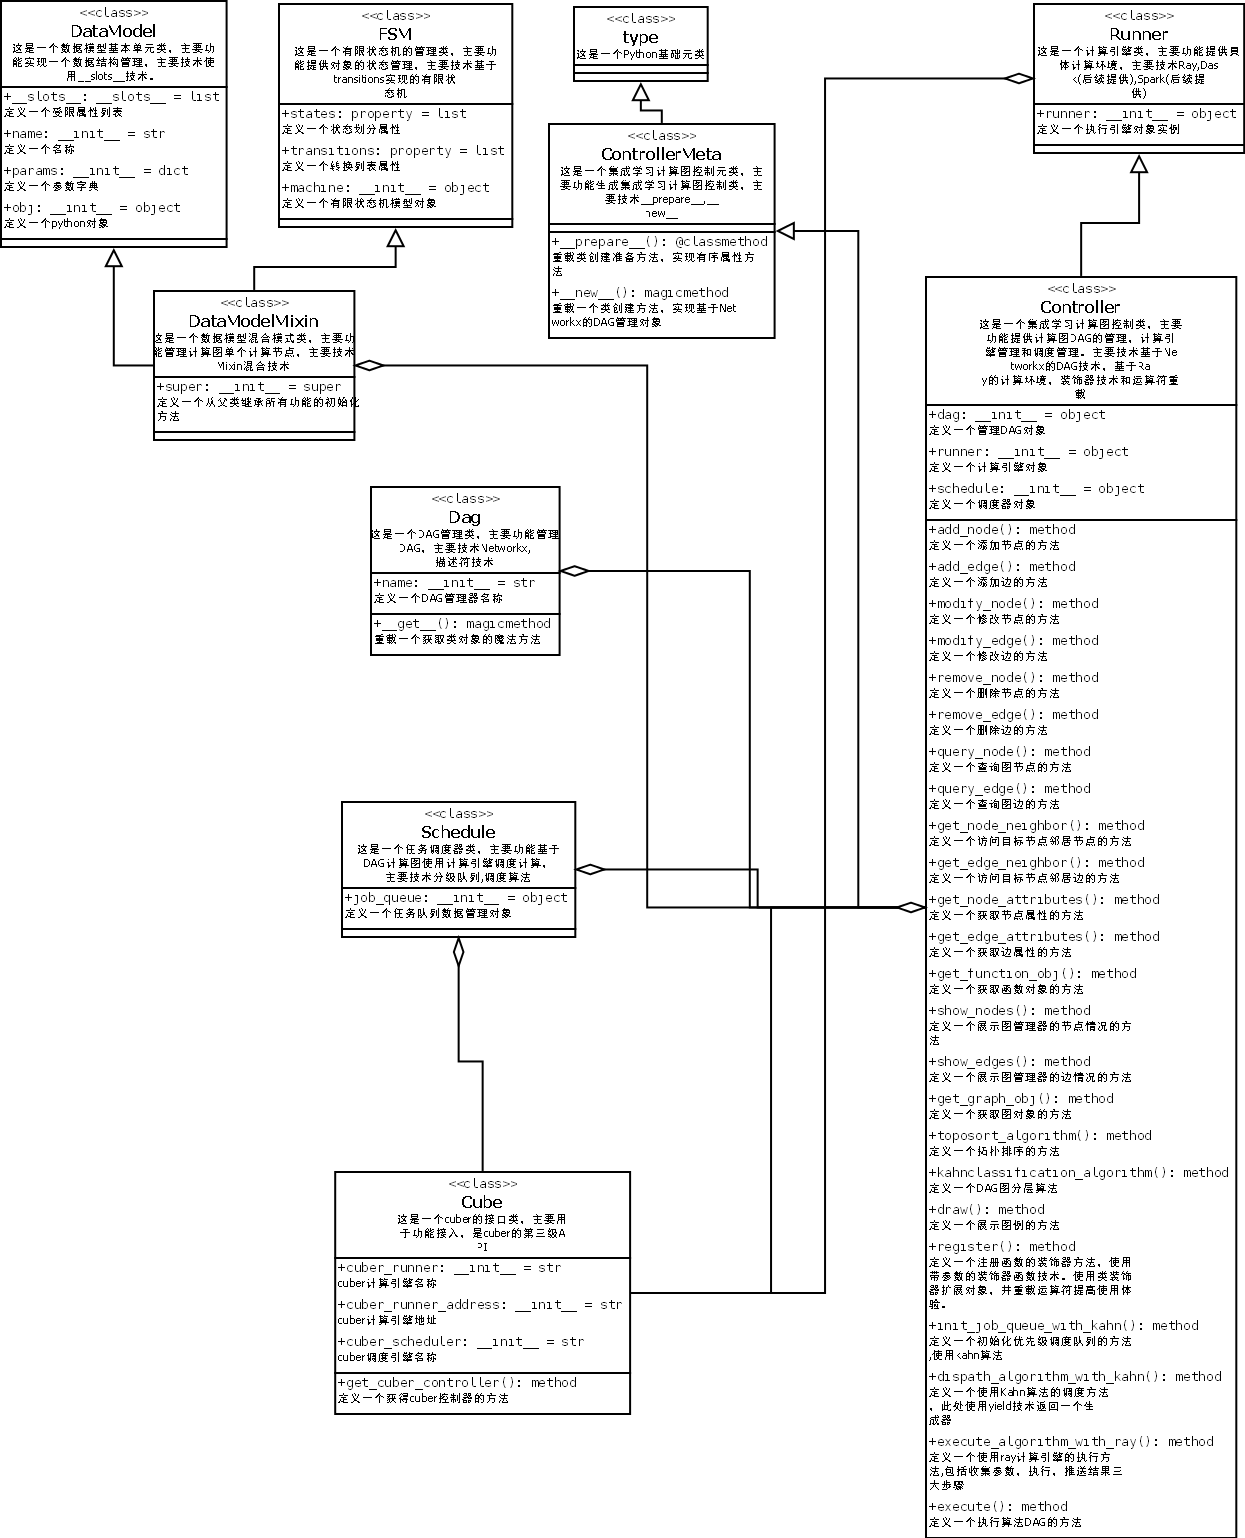 <<class>>
DataModel
这是一个数据模型基本单元类，主要功
能实现一个数据结构管理，主要技术使
用__slots__技术。
+__slots__: __slots__ = list
定义一个受限属性列表
+name: __init__ = str
定义一个名称
+params: __init__ = dict
定义一个参数字典
+obj: __init__ = object
定义一个python对象
<<class>>
FSM
这是一个有限状态机的管理类，主要功
能提供对象的状态管理，主要技术基于
transitions实现的有限状
态机
+states: property = list
定义一个状态划分属性
+transitions: property = list
定义一个转换列表属性
+machine: __init__ = object
定义一个有限状态机模型对象
<<class>>
type
这是一个Python基础元类
<<class>>
Runner
这是一个计算引擎类，主要功能提供具
体计算环境，主要技术Ray,Das
k(后续提供),Spark(后续提
供)
+runner: __init__ = object
定义一个执行引擎对象实例
<<class>>
ControllerMeta
这是一个集成学习计算图控制元类，主
要功能生成集成学习计算图控制类，主
要技术__prepare__,__
new__
+__prepare__(): @classmethod
重载类创建准备方法，实现有序属性方
法
+__new__(): magicmethod
重载一个类创建方法，实现基于Net
workx的DAG管理对象
<<class>>
DataModelMixin
这是一个数据模型混合模式类，主要功
能管理计算图单个计算节点，主要技术
Mixin混合技术
+super: __init__ = super
定义一个从父类继承所有功能的初始化
方法
<<class>>
Controller
这是一个集成学习计算图控制类，主要
功能提供计算图DAG的管理，计算引
擎管理和调度管理。主要技术基于Ne
tworkx的DAG技术，基于Ra
y的计算环境，装饰器技术和运算符重
载
+dag: __init__ = object
定义一个管理DAG对象
+runner: __init__ = object
定义一个计算引擎对象
+schedule: __init__ = object
定义一个调度器对象
+add_node(): method
定义一个添加节点的方法
+add_edge(): method
定义一个添加边的方法
+modify_node(): method
定义一个修改节点的方法
+modify_edge(): method
定义一个修改边的方法
+remove_node(): method
定义一个删除节点的方法
+remove_edge(): method
定义一个删除边的方法
+query_node(): method
定义一个查询图节点的方法
+query_edge(): method
定义一个查询图边的方法
+get_node_neighbor(): method
定义一个访问目标节点邻居节点的方法
+get_edge_neighbor(): method
定义一个访问目标节点邻居边的方法
+get_node_attributes(): method
定义一个获取节点属性的方法
+get_edge_attributes(): method
定义一个获取边属性的方法
+get_function_obj(): method
定义一个获取函数对象的方法
+show_nodes(): method
定义一个展示图管理器的节点情况的方
法
+show_edges(): method
定义一个展示图管理器的边情况的方法
+get_graph_obj(): method
定义一个获取图对象的方法
+toposort_algorithm(): method
定义一个拓扑排序的方法
+kahnclassification_algorithm(): method
定义一个DAG图分层算法
+draw(): method
定义一个展示图例的方法
+register(): method
定义一个注册函数的装饰器方法，使用
带参数的装饰器函数技术。使用类装饰
器扩展对象，并重载运算符提高使用体
验。
+init_job_queue_with_kahn(): method
定义一个初始化优先级调度队列的方法
,使用kahn算法
+dispath_algorithm_with_kahn(): method
定义一个使用Kahn算法的调度方法
，此处使用yield技术返回一个生
成器
+execute_algorithm_with_ray(): method
定义一个使用ray计算引擎的执行方
法,包括收集参数，执行，推送结果三
大步骤
+execute(): method
定义一个执行算法DAG的方法
<<class>>
Dag
这是一个DAG管理类，主要功能管理
DAG，主要技术Networkx,
描述符技术
+name: __init__ = str
定义一个DAG管理器名称
+__get__(): magicmethod
重载一个获取类对象的魔法方法
<<class>>
Schedule
这是一个任务调度器类，主要功能基于
DAG计算图使用计算引擎调度计算，
主要技术分级队列,调度算法
+job_queue: __init__ = object
定义一个任务队列数据管理对象
<<class>>
Cube
这是一个cuber的接口类，主要用
于功能接入，是cuber的第三级A
PI
+cuber_runner: __init__ = str
cuber计算引擎名称
+cuber_runner_address: __init__ = str
cuber计算引擎地址
+cuber_scheduler: __init__ = str
cuber调度引擎名称
+get_cuber_controller(): method
定义一个获得cuber控制器的方法